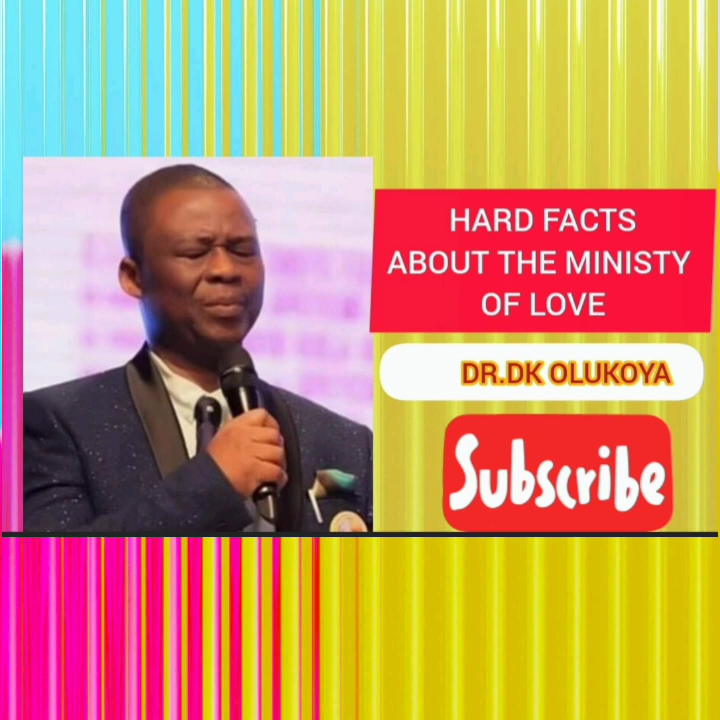 HARD FACTS
ABOUT THE MINISTY
OF LOVE
DR.DK OLUKOYA
Subscribe